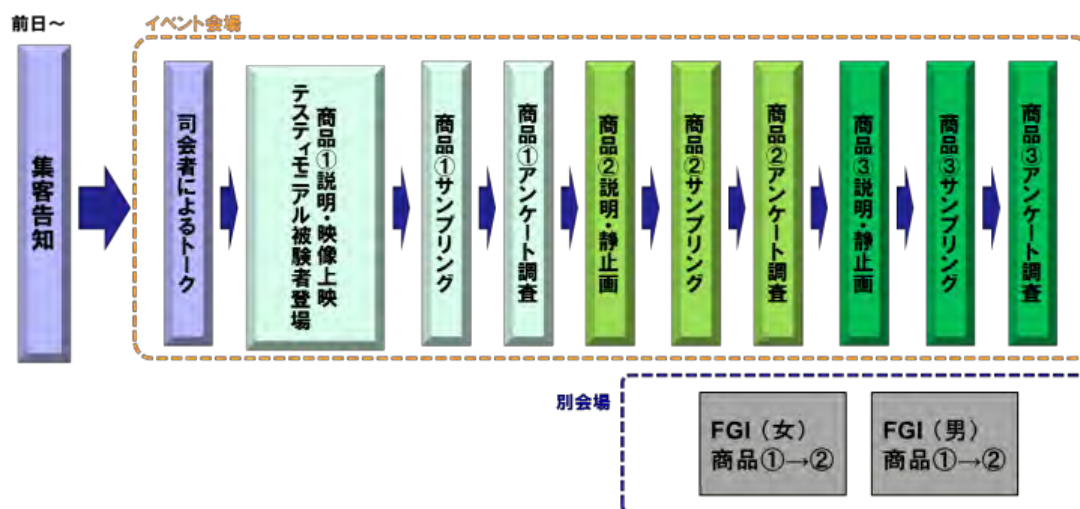 前日～
イベント会場
集客告知
司会者によるトーク
商品①説明・映像上映
テスティモニアル被験者登場
商品①サンプリング
商品①アンケート調査
商品②説明・静止画
商品②サンプリング
商品②アンケート調査
商品③説明・静止画
商品③サンプリング
商品③アンケート調査
別会場
FGI（女）
商品①→②
FGI（男）
商品①→②